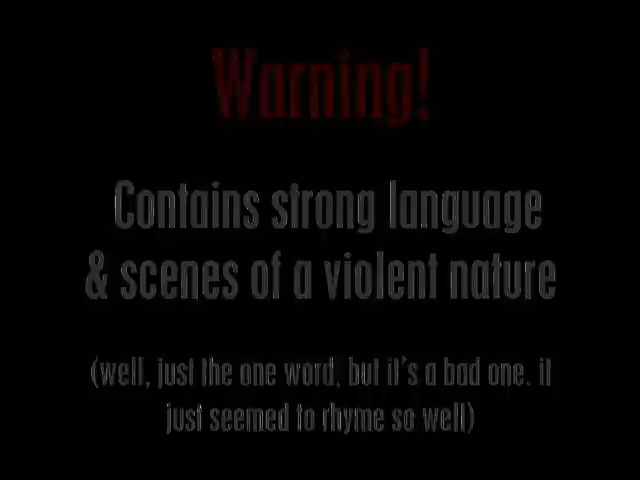 Warning!
Contains strong language
& scenes of a violent nature
(well, just the one word, but it's a bad one. it
just seemed to rhyme so well)